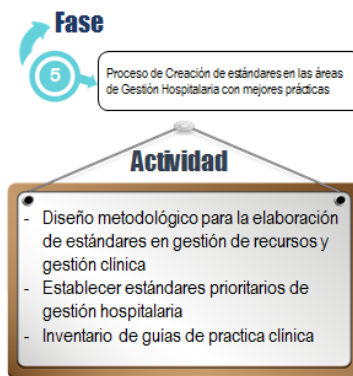 Fase
5
Proceso de Creación de estándares en las áreas
de Gestión Hospitalaria con mejores prácticas
Actividad
- Diseño metodológico para la elaboración
de estándares en gestión de recursos y
gestión clínica
- Establecer estándares prioritarios de
gestión hospitalaria
- Inventario de guías de practica clínica